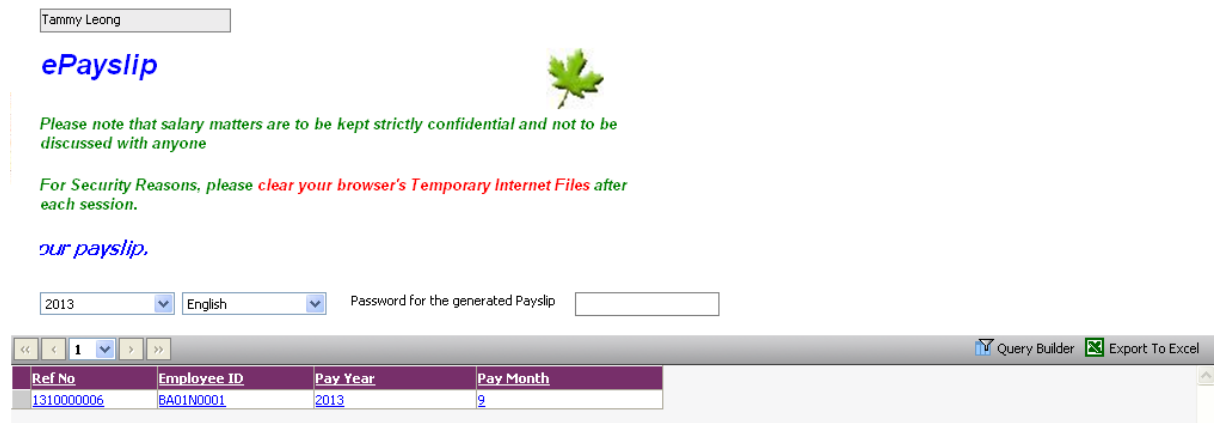 Tammy Leong
ePayslip
Please note that salary matters are to be kept strictly confidential and not to be
discussed with anyone
For Security Reasons, please clear your browser's Temporary Internet Files after
each session.
our payslip.
2013 English Password for the generated Payslip
<< < 1 > >> Query Builder Export To Excel
Ref No Employee ID Pay Year Pay Month
1310000006 BA01N0001 2013 9